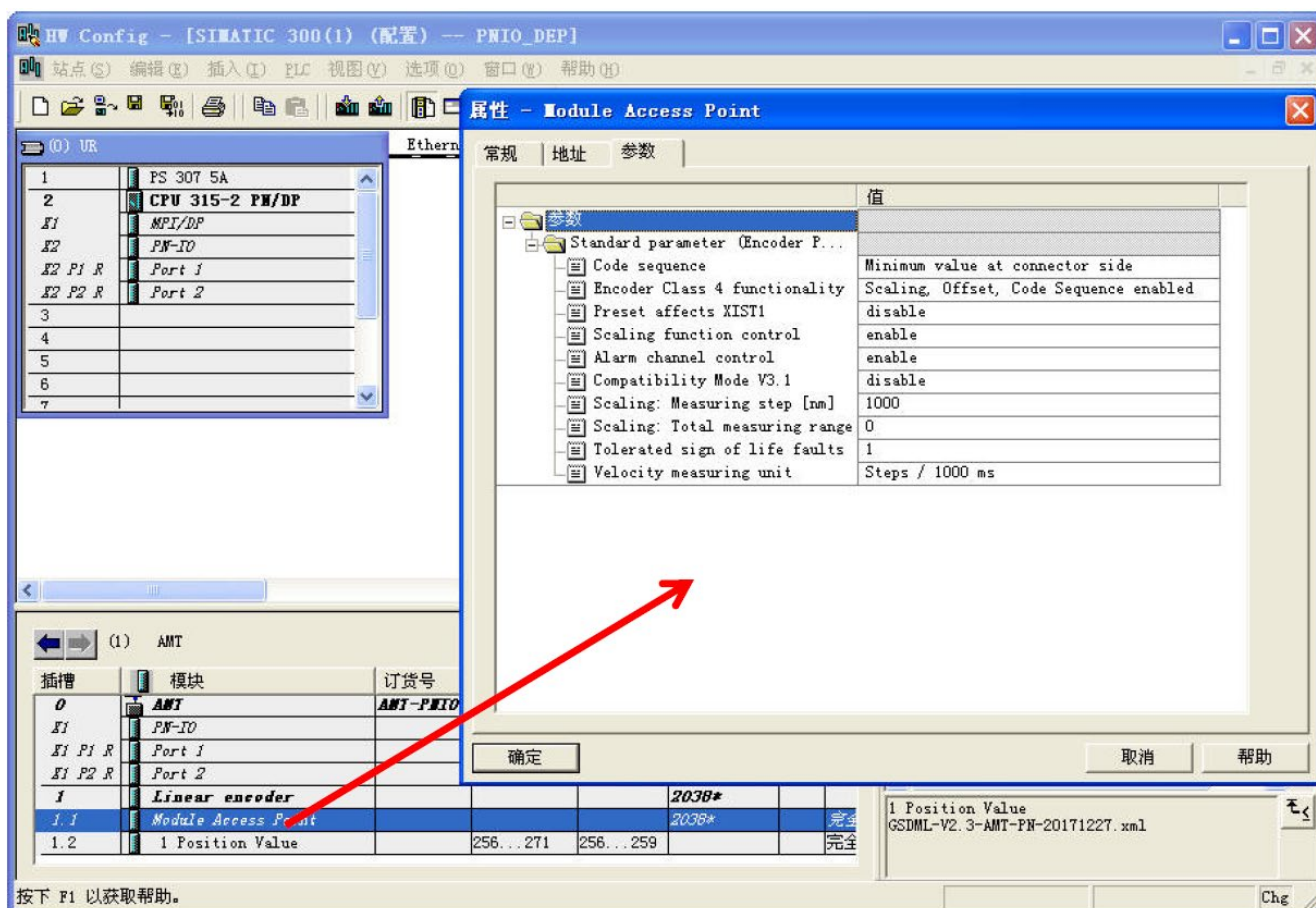 HW Config - [SIMATIC 300(1) (配置) -- PNIO_DEP]
站点(S) 编辑(E) 插入(I) PLC 视图(V) 选项(O) 窗口(W) 帮助(H)
(0) UR
1 PS 307 5A
2 CPU 315-2 PN/DP
X1 MPI/DP
X2 PN-IO
X2 P1 R Port 1
X2 P2 R Port 2
3
4
5
6
7
Ethern
属性 - Module Access Point
常规 地址 参数
值
参数
Standard parameter (Encoder P...
Code sequence Minimum value at connector side
Encoder Class 4 functionality Scaling, Offset, Code Sequence enabled
Preset affects XIST1 disable
Scaling function control enable
Alarm channel control enable
Compatibility Mode V3.1 disable
Scaling: Measuring step [nm] 1000
Scaling: Total measuring range 0
Tolerated sign of life faults 1
Velocity measuring unit Steps / 1000 ms
确定 取消 帮助
(1) AMT
插槽 模块 订货号
0 AMT AMT-PNIO
X1 PN-IO
X1 P1 R Port 1
X1 P2 R Port 2
1 Linear encoder 2038*
1.1 Module Access Point 2038* 完全
1.2 1 Position Value 256...271 256...259 完全
1 Position Value
GSDML-V2.3-AMT-PN-20171227.xml
按下 F1 以获取帮助。
Chg